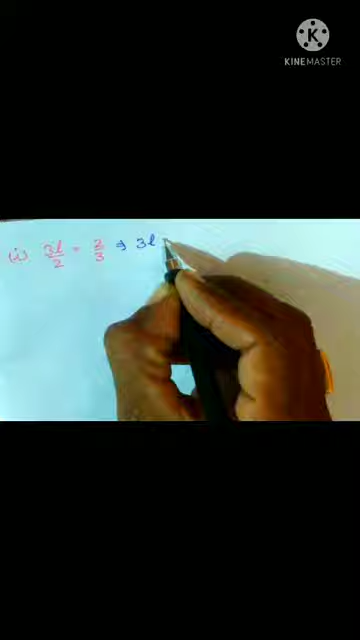 K
KINEMASTER
(i) 3l/2 = 2/3 ⇒ 3l